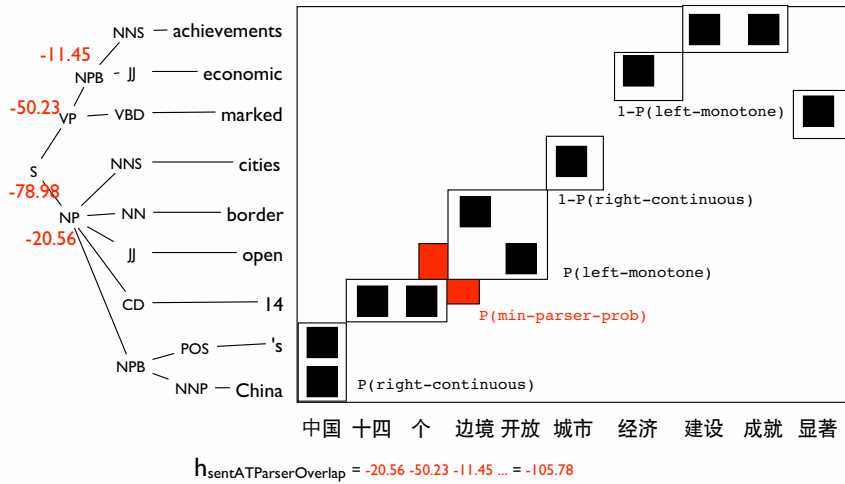 NNS achievements
-11.45
NPB JJ economic
-50.23 VP VBD marked
1-P(left-monotone)
S NNS cities
-78.98
1-P(right-continuous)
NP NN border
-20.56
JJ open
P(left-monotone)
CD 14
P(min-parser-prob)
POS 's
NPB
NNP China
P(right-continuous)
中国 十四 个 边境 开放 城市 经济 建设 成就 显著
hsentATParserOverlap = -20.56 -50.23 -11.45 ... = -105.78